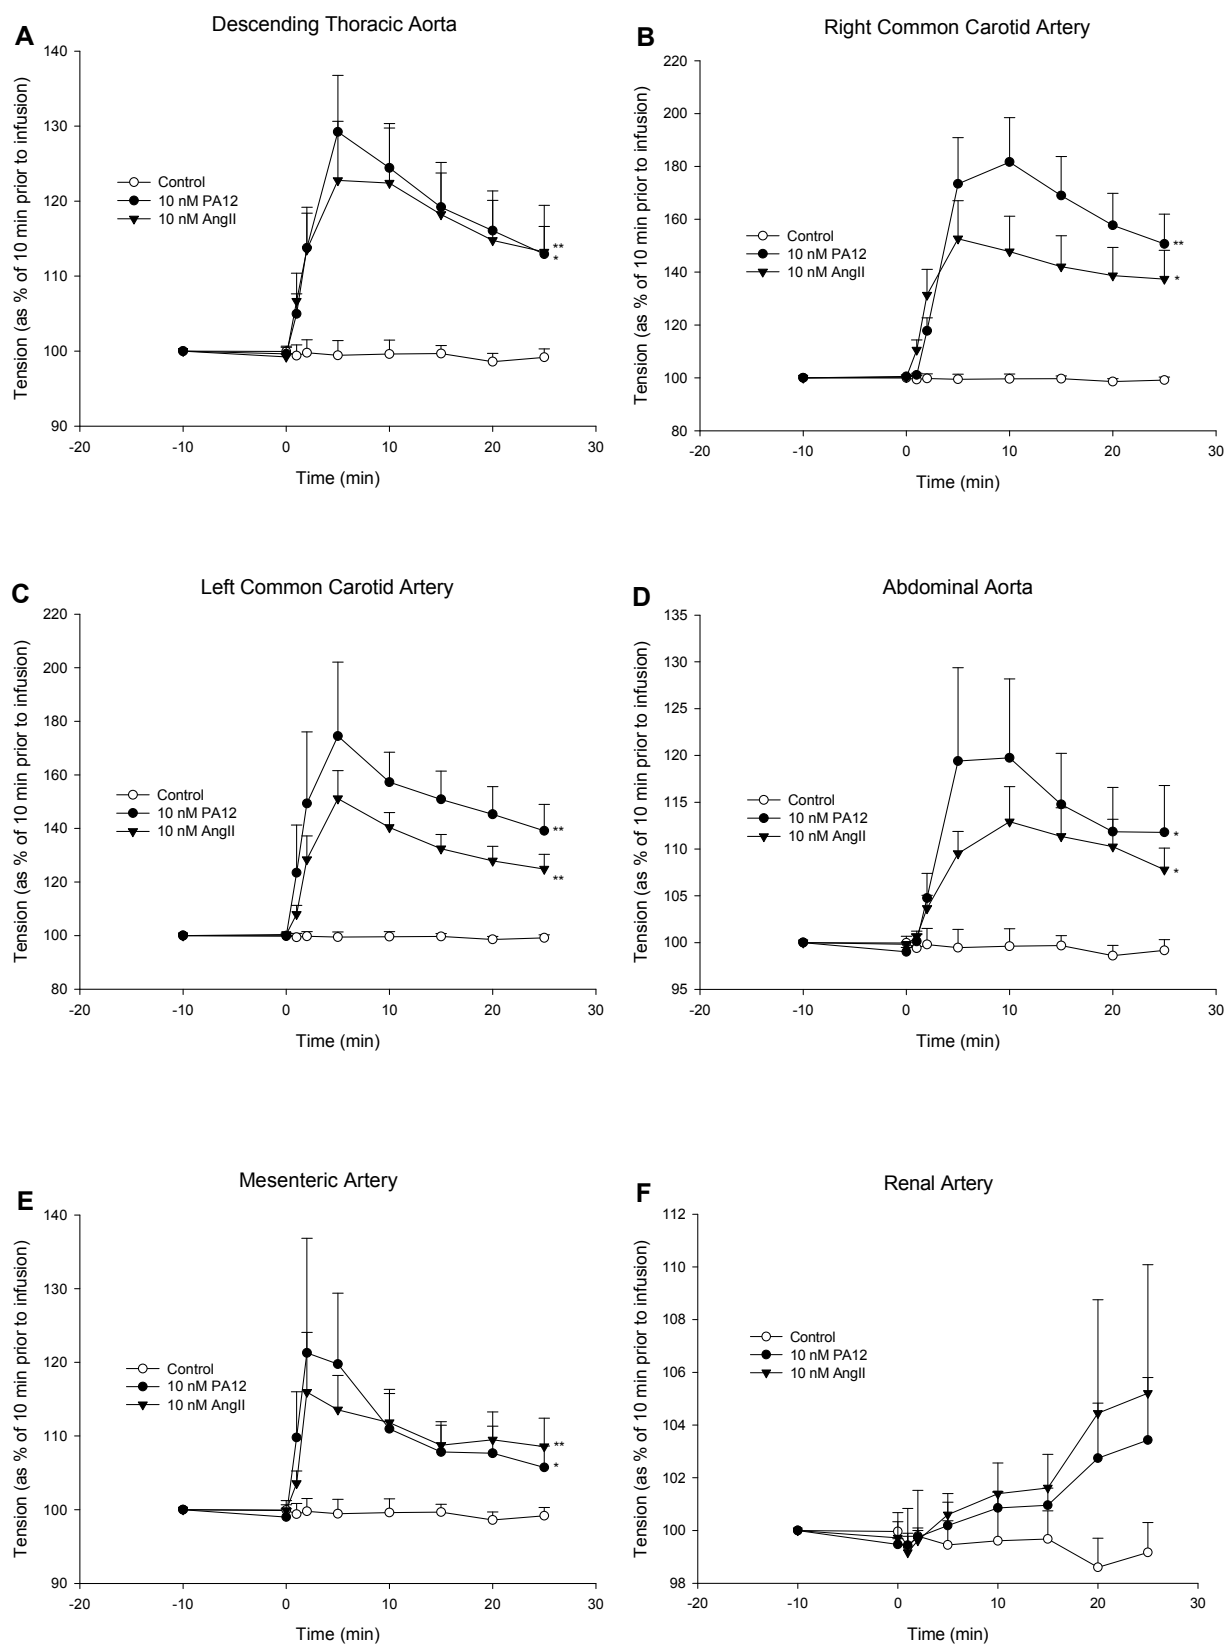 A
Descending Thoracic Aorta
Tension (as % of 10 min prior to infusion)
140
130
120
110
100
90
Control
10 nM PA12
10 nM AngII
**
*
-20 -10 0 10 20 30
Time (min)
B
Right Common Carotid Artery
Tension (as % of 10 min prior to infusion)
220
200
180
160
140
120
100
80
Control
10 nM PA12
10 nM AngII
**
*
-20 -10 0 10 20 30
Time (min)
C
Left Common Carotid Artery
Tension (as % of 10 min prior to infusion)
220
200
180
160
140
120
100
80
Control
10 nM PA12
10 nM AngII
**
**
-20 -10 0 10 20 30
Time (min)
D
Abdominal Aorta
Tension (as % of 10 min prior to infusion)
135
130
125
120
115
110
105
100
95
Control
10 nM PA12
10 nM AngII
*
*
-20 -10 0 10 20 30
Time (min)
E
Mesenteric Artery
Tension (as % of 10 min prior to infusion)
140
130
120
110
100
90
Control
10 nM PA12
10 nM AngII
**
*
-20 -10 0 10 20 30
Time (min)
F
Renal Artery
Tension (as % of 10 min prior to infusion)
112
110
108
106
104
102
100
98
Control
10 nM PA12
10 nM AngII
-20 -10 0 10 20 30
Time (min)